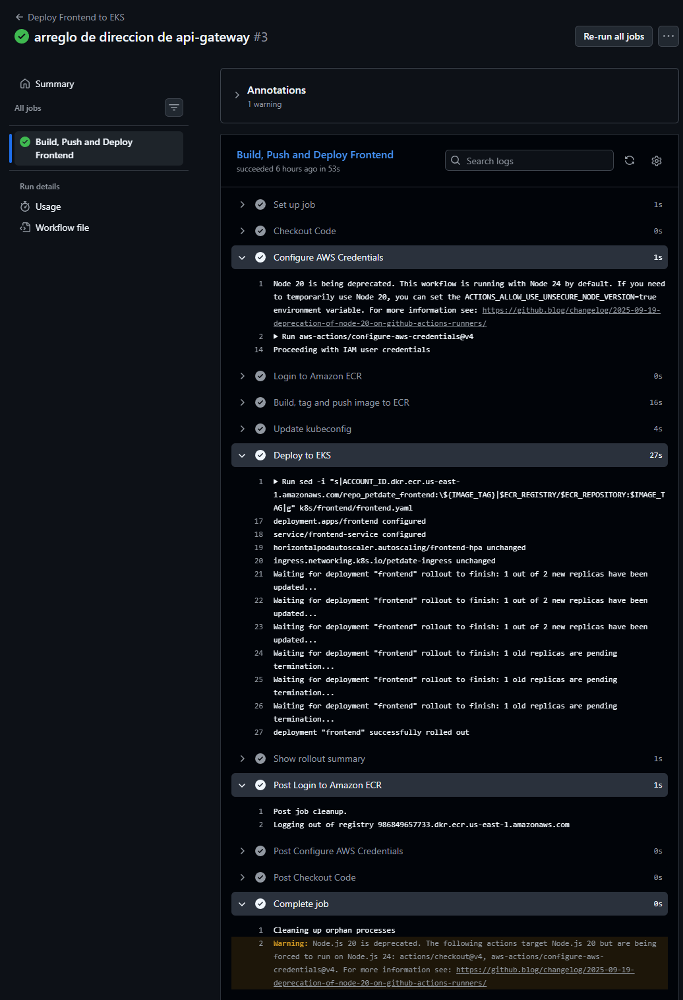 ← Deploy Frontend to EKS
arreglo de direccion de api-gateway #3
Re-run all jobs
...
Summary
All jobs
Build, Push and Deploy
Frontend
Run details
Usage
Workflow file
Annotations
1 warning
Build, Push and Deploy Frontend
succeeded 6 hours ago in 53s
Search logs
Set up job 1s
Checkout Code 0s
Configure AWS Credentials 1s
1 Node 20 is being deprecated. This workflow is running with Node 24 by default. If you need
to temporarily use Node 20, you can set the ACTIONS_ALLOW_USE_UNSECURE_NODE_VERSION=true
environment variable. For more information see: https://github.blog/changelog/2025-09-19-
deprecation-of-node-20-on-github-actions-runners/
2 ▶ Run aws-actions/configure-aws-credentials@v4
14 Proceeding with IAM user credentials
Login to Amazon ECR 0s
Build, tag and push image to ECR 16s
Update kubeconfig 4s
Deploy to EKS 27s
1 ▶ Run sed -i "s|ACCOUNT_ID.dkr.ecr.us-east-
1.amazonaws.com/repo_petdate_frontend:\${IMAGE_TAG}|$ECR_REGISTRY/$ECR_REPOSITORY:$IMAGE_T
AG|g" k8s/frontend/frontend.yaml
17 deployment.apps/frontend configured
18 service/frontend-service configured
19 horizontalpodautoscaler.autoscaling/frontend-hpa unchanged
20 ingress.networking.k8s.io/petdate-ingress unchanged
21 Waiting for deployment "frontend" rollout to finish: 1 out of 2 new replicas have been
updated...
22 Waiting for deployment "frontend" rollout to finish: 1 out of 2 new replicas have been
updated...
23 Waiting for deployment "frontend" rollout to finish: 1 out of 2 new replicas have been
updated...
24 Waiting for deployment "frontend" rollout to finish: 1 old replicas are pending
termination...
25 Waiting for deployment "frontend" rollout to finish: 1 old replicas are pending
termination...
26 Waiting for deployment "frontend" rollout to finish: 1 old replicas are pending
termination...
27 deployment "frontend" successfully rolled out
Show rollout summary 1s
Post Login to Amazon ECR 1s
1 Post job cleanup.
2 Logging out of registry 986849657733.dkr.ecr.us-east-1.amazonaws.com
Post Configure AWS Credentials 0s
Post Checkout Code 0s
Complete job 0s
1 Cleaning up orphan processes
2 Warning: Node.js 20 is deprecated. The following actions target Node.js 20 but are being
forced to run on Node.js 24: actions/checkout@v4, aws-actions/configure-aws-
credentials@v4. For more information see: https://github.blog/changelog/2025-09-19-
deprecation-of-node-20-on-github-actions-runners/